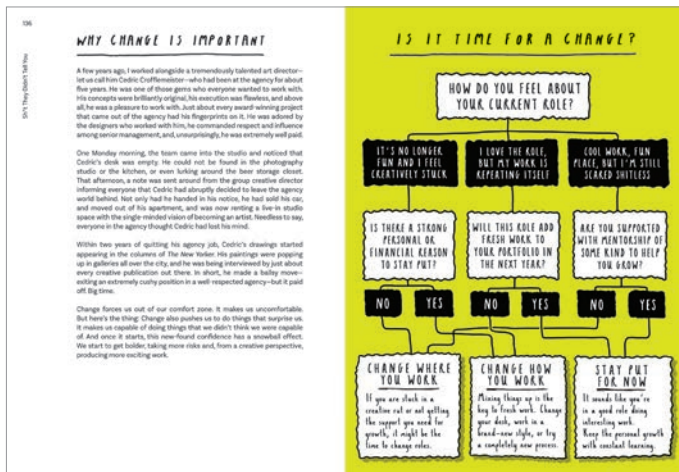 136
Sh*t They Didn't Tell You
WHY CHANGE IS IMPORTANT
A few years ago, I worked alongside a tremendously talented art director–
let us call him Cedric Crofflemeister–who had been at the agency for about
five years. He was one of those gems who everyone wanted to work with.
His concepts were brilliantly original, his execution was flawless, and above
all, he was a pleasure to work with. Just about every award-winning project
that came out of the agency had his fingerprints on it. He was adored
by the designers who worked with him, he commanded respect and influence
among senior management, and, unsurprisingly, he was extremely well paid.
One Monday morning, the team came into the studio and noticed that
Cedric's desk was empty. He could not be found in the photography
studio or the kitchen, or even lurking around the beer storage closet.
That afternoon, a note was sent around from the group creative director
informing everyone that Cedric had abruptly decided to leave the agency
world behind. Not only had he handed in his notice, he had sold his car,
and moved out of his apartment, and was now renting a live-in studio
space with the single-minded vision of becoming an artist. Needless to say,
everyone in the agency thought Cedric had lost his mind.
Within two years of quitting his agency job, Cedric's drawings started
appearing in the columns of The New Yorker. His paintings were popping
up in galleries all over the city, and he was being interviewed by just about
every creative publication out there. In short, he made a ballsy move–
exiting an extremely cushy position in a well respected agency–but it paid
off. Big time.
Change forces us out of our comfort zone. It makes us uncomfortable.
But here's the thing: Change also pushes us to do things that surprise us.
It makes us capable of doing things that we didn't think we were capable
of. And once it starts, this new-found confidence has a snowball effect.
We start to get bolder, taking more risks and, from a creative perspective,
producing more exciting work.
IS IT TIME FOR A CHANGE?
HOW DO YOU FEEL ABOUT
YOUR CURRENT ROLE?
IT'S NO LONGER
FUN AND I FEEL
CREATIVELY STUCK
I LOVE THE ROLE,
BUT MY WORK IS
REPEATING ITSELF
COOL WORK, FUN
PLACE, BUT I'M STILL
SCARED SHITLESS
IS THERE A STRONG
PERSONAL OR
FINANCIAL REASON
TO STAY PUT?
WILL THIS ROLE ADD
FRESH WORK TO
YOUR PORTFOLIO IN
THE NEXT YEAR?
ARE YOU SUPPORTED
WITH MENTORSHIP OF
SOME KIND TO HELP
YOU GROW?
NO
YES
NO
YES
NO
YES
CHANGE WHERE
YOU WORK
If you are stuck in a
creative rut or not getting
the support you need for
growth, it might be the
time to change roles.
CHANGE HOW
YOU WORK
Mixing things up is the
key to fresh work. Change
your desk, work in a
brand-new style, or try
a completely new process.
STAY PUT
FOR NOW
It sounds like you're
in a good role doing
interesting work.
Keep the personal growth
with constant learning.